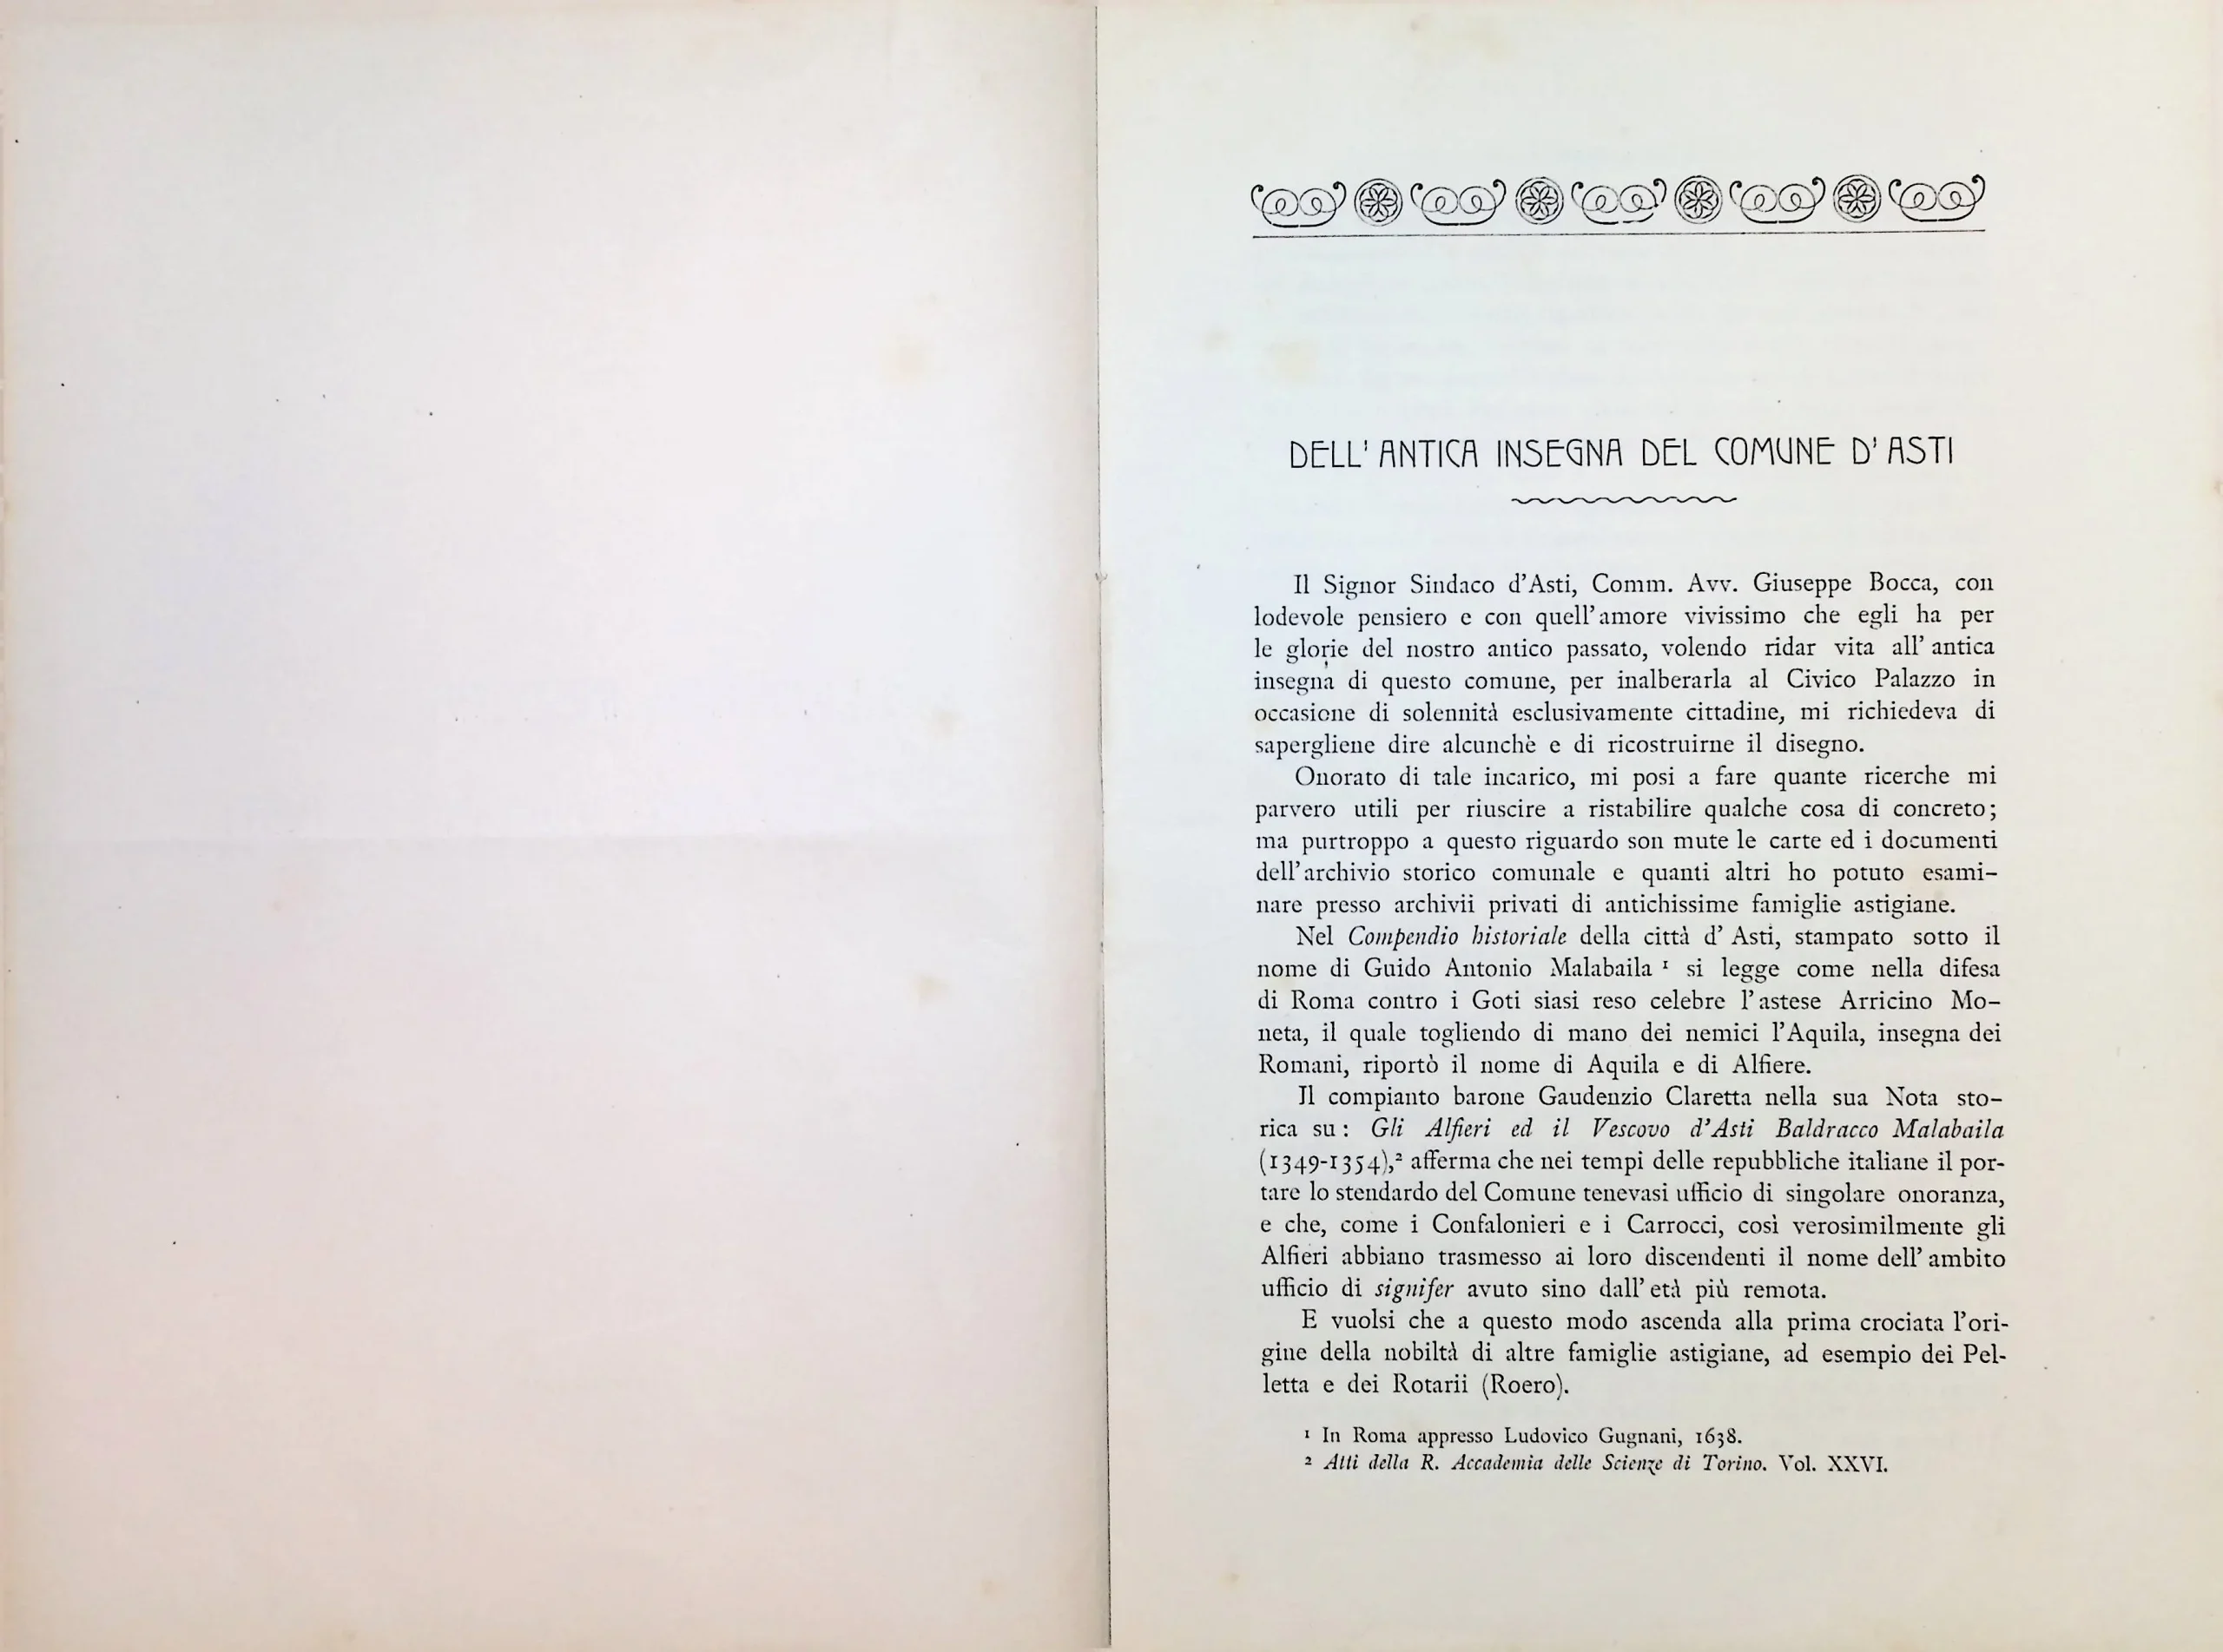 DELL' ANTICA INSEGNA DEL COMUNE D' ASTI
Il Signor Sindaco d'Asti, Comm. Avv. Giuseppe Bocca, con
lodevole pensiero e con quell'amore vivissimo che egli ha per
le glorie del nostro antico passato, volendo ridar vita all' antica
insegna di questo comune, per inalberarla al Civico Palazzo in
occasione di solennità esclusivamente cittadine, mi richiedeva di
sapergliene dire alcunchè e di ricostruirne il disegno.
Onorato di tale incarico, mi posi a fare quante ricerche mi
parvero utili per riuscire a ristabilire qualche cosa di concreto;
ma purtroppo a questo riguardo son mute le carte ed i documenti
dell'archivio storico comunale e quanti altri ho potuto esami-
nare presso archivii privati di antichissime famiglie astigiane.
Nel Compendio historiale della città d' Asti, stampato sotto il
nome di Guido Antonio Malabaila ¹ si legge come nella difesa
di Roma contro i Goti siasi reso celebre l'astese Arricino Mo-
neta, il quale togliendo di mano dei nemici l'Aquila, insegna dei
Romani, riportò il nome di Aquila e di Alfiere.
Il compianto barone Gaudenzio Claretta nella sua Nota sto-
rica su: Gli Alfieri ed il Vescovo d'Asti Baldracco Malabaila
(1349-1354),² afferma che nei tempi delle repubbliche italiane il por-
tare lo stendardo del Comune tenevasi ufficio di singolare onoranza,
e che, come i Confalonieri e i Carrocci, così verosimilmente gli
Alfieri abbiano trasmesso ai loro discendenti il nome dell' ambito
ufficio di signifer avuto sino dall' età più remota.
E vuolsi che a questo modo ascenda alla prima crociata l'ori-
gine della nobiltà di altre famiglie astigiane, ad esempio dei Pel-
letta e dei Rotarii (Roero).
¹ In Roma appresso Ludovico Gugnani, 1638.
² Atti della R. Accademia delle Scienze di Torino. Vol. XXVI.